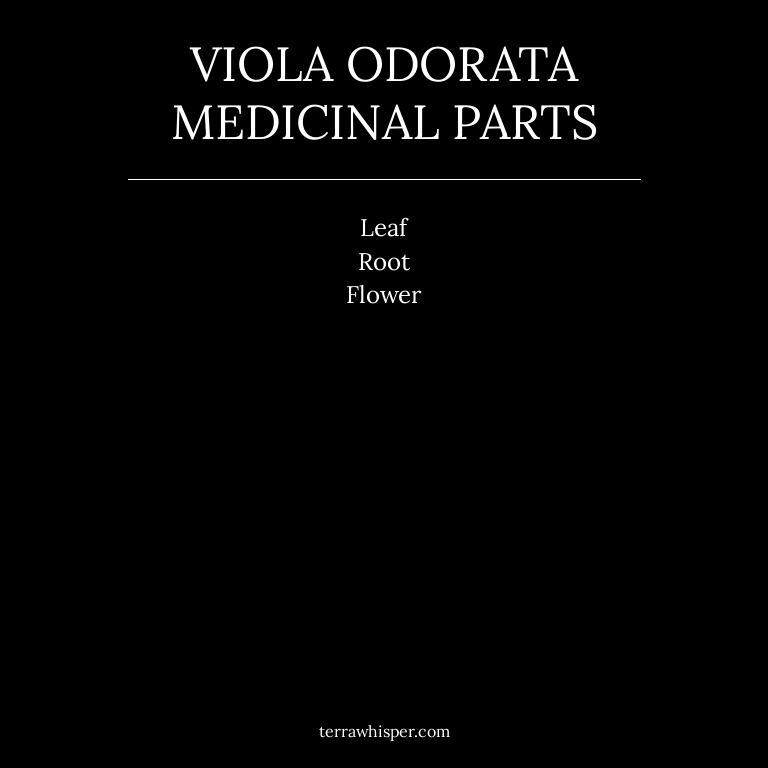 VIOLA ODORATA
MEDICINAL PARTS
Leaf
Root
Flower
terrawhisper.com